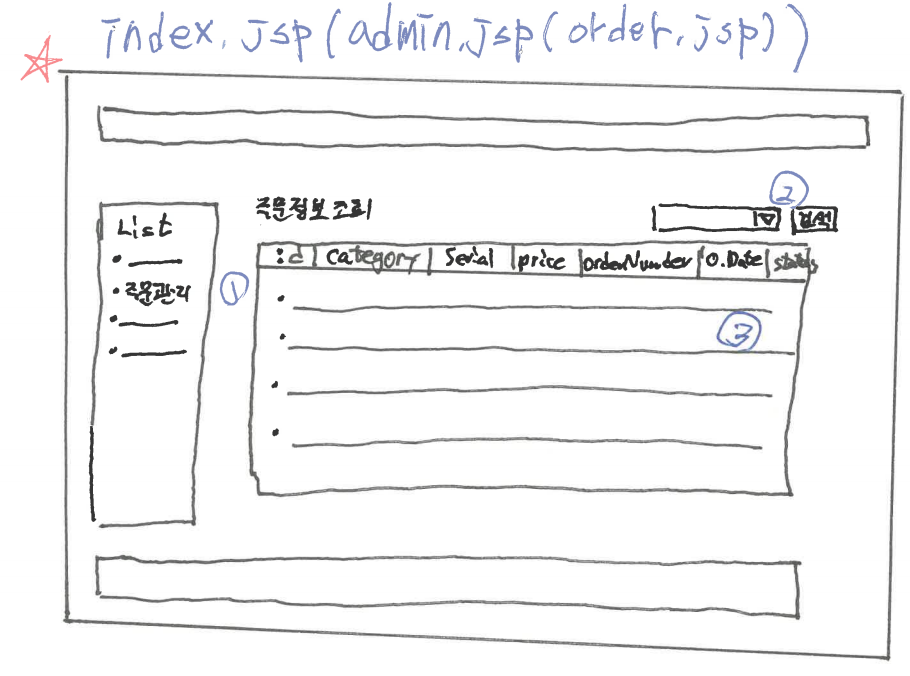 index.jsp(admin.jsp(order.jsp))
②
주문정보조회
검색
List
주문관리
①
id category Serial price orderNumder O.Date status
③